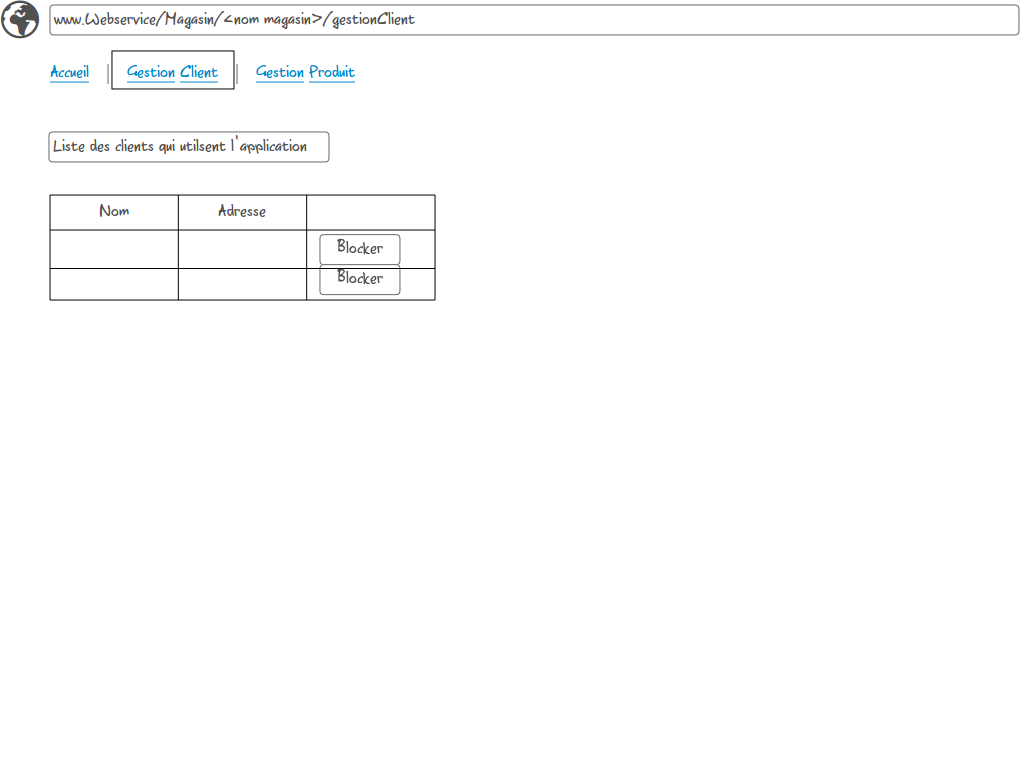 www.Webservice/Magasin/<nom magasin>/gestionClient
Accueil | Gestion Client | Gestion Produit
Liste des clients qui utilsent l'application
Nom Adresse
Blocker
Blocker